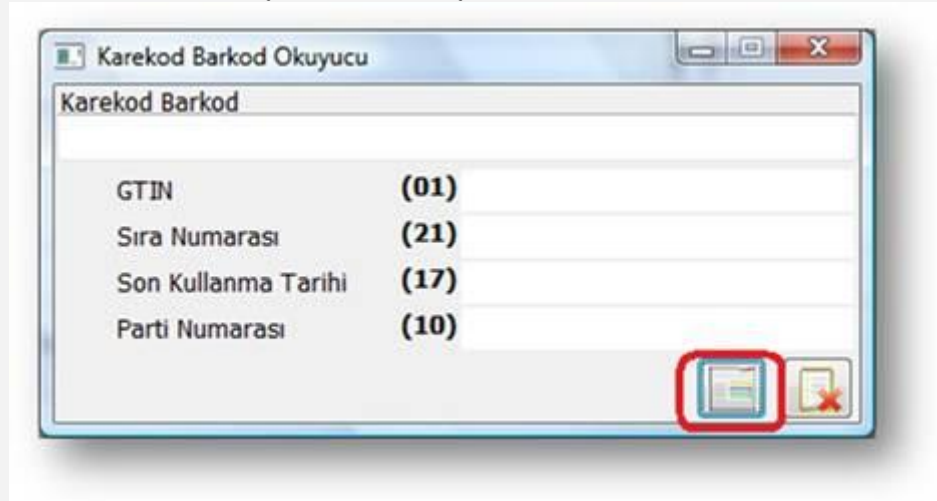 Karekod Barkod Okuyucu
Karekod Barkod
GTIN (01)
Sıra Numarası (21)
Son Kullanma Tarihi (17)
Parti Numarası (10)